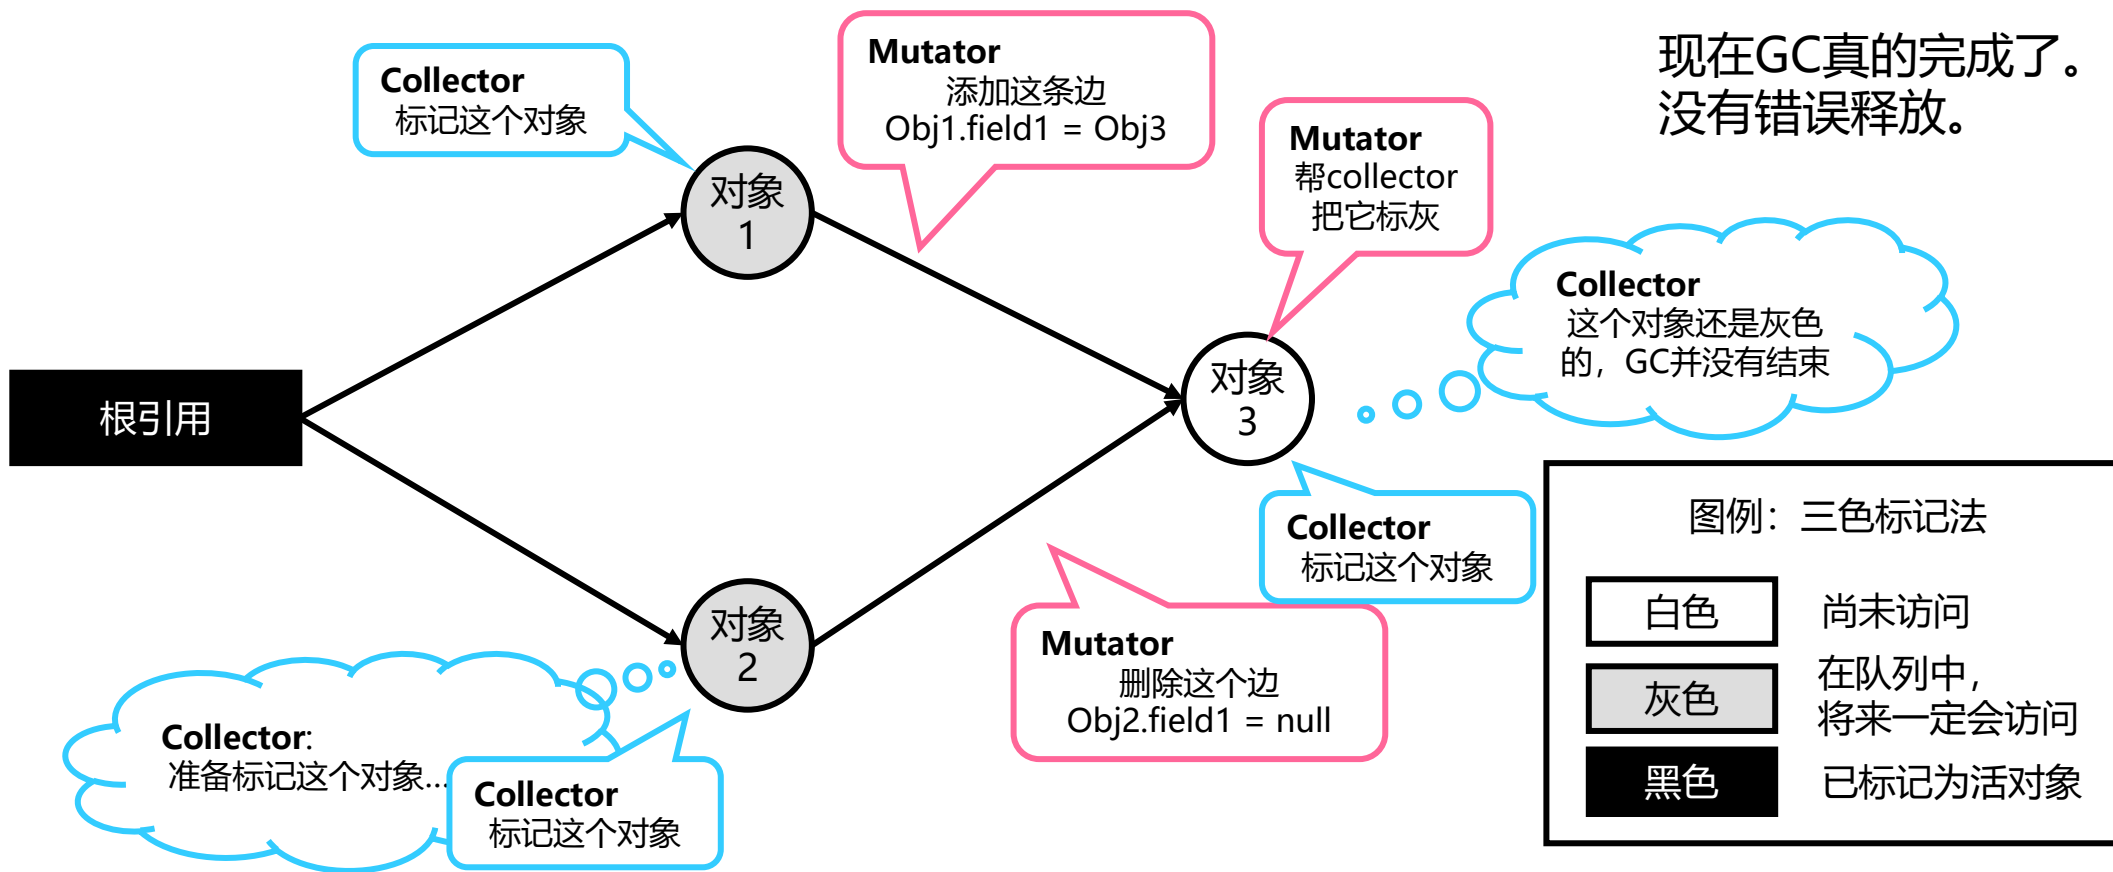 现在GC真的完成了。
没有错误释放。
Collector
标记这个对象
Mutator
添加这条边
Obj1.field1 = Obj3
Mutator
帮collector
把它标灰
对象
1
Collector
这个对象还是灰色
的，GC并没有结束
根引用
对象
3
Collector
标记这个对象
对象
2
Mutator
删除这个边
Obj2.field1 = null
Collector:
准备标记这个对象...
Collector
标记这个对象
图例：三色标记法
白色
尚未访问
灰色
在队列中，
将来一定会访问
黑色
已标记为活对象